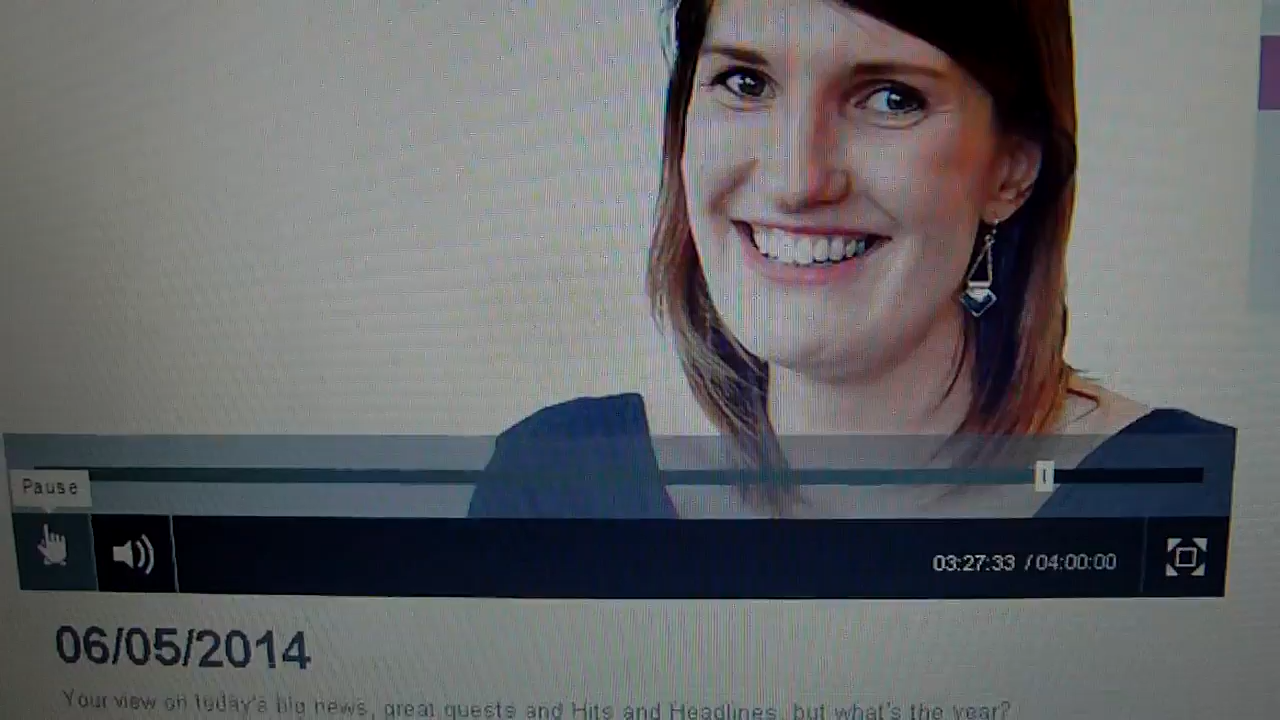 Pause
03:27:33 / 04:00:00
06/05/2014
Your view on today's big news, great guests and Hits and Headlines, but what's the year?